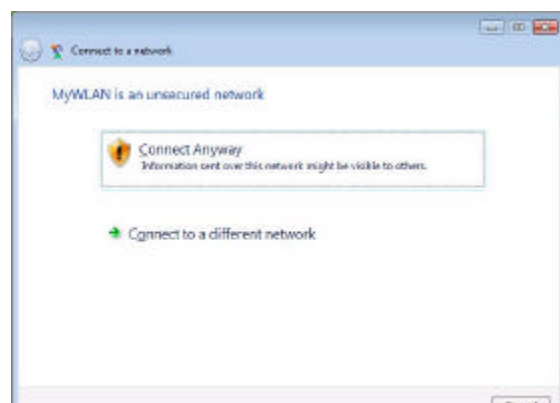 Connect to a network
MyWLAN is an unsecured network
Connect Anyway
Information sent over this network might be visible to others.
Connect to a different network